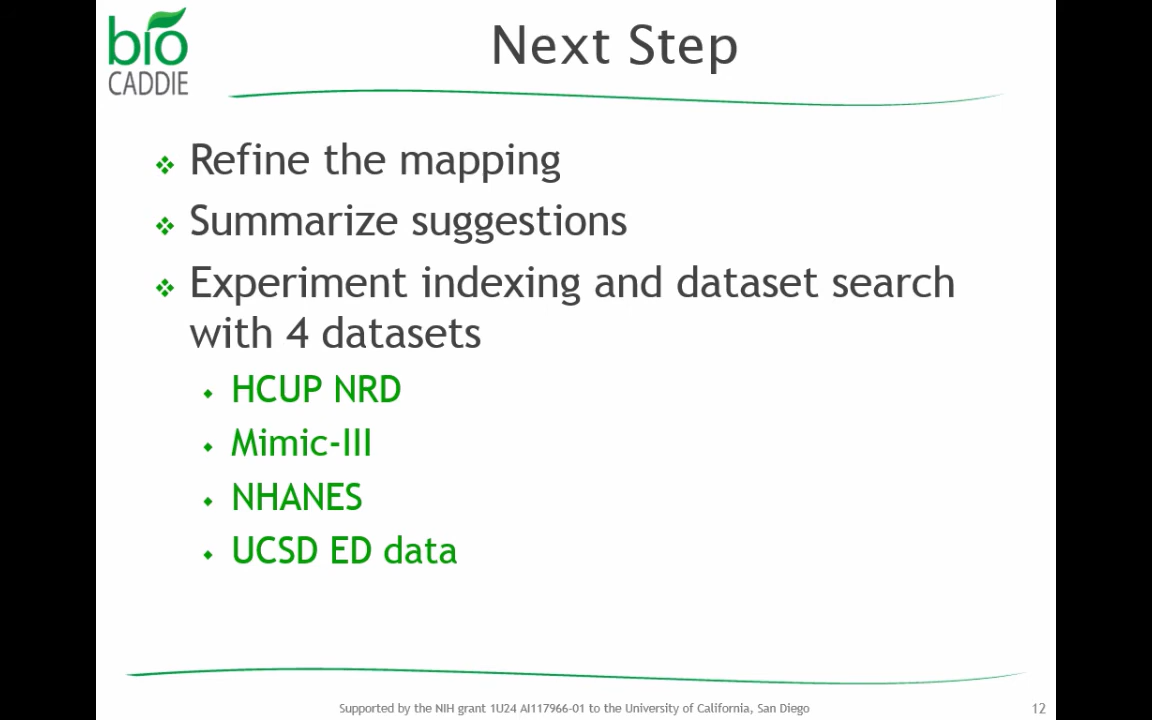 bio
CADDIE
Next Step
Refine the mapping
Summarize suggestions
Experiment indexing and dataset search
with 4 datasets
HCUP NRD
Mimic-III
NHANES
UCSD ED data
Supported by the NIH grant 1U24 AI117966-01 to the University of California, San Diego
12